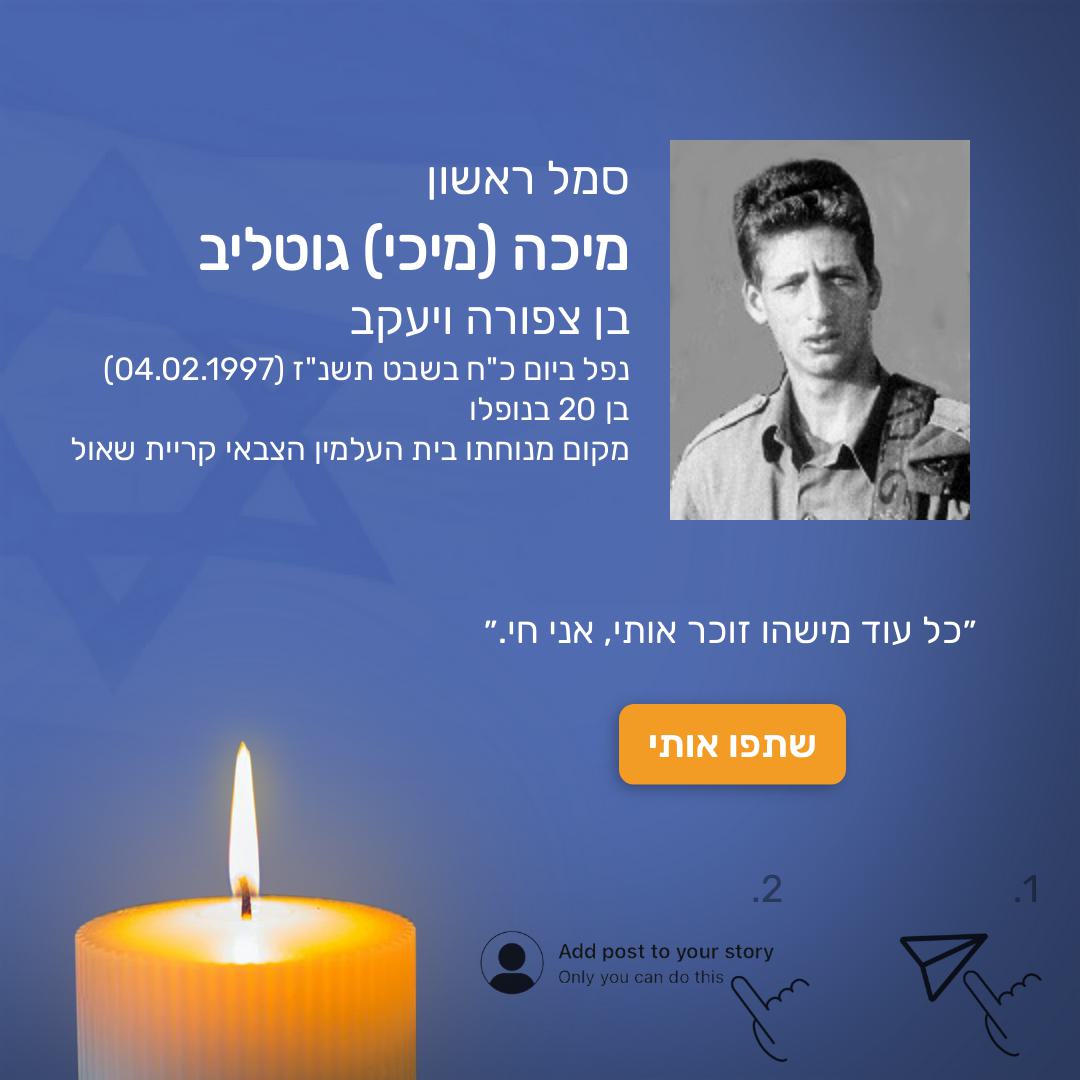 סמל ראשון
מיכה (מיכי) גוטליב
בן צפורה ויעקב
נפל ביום כ"ח בשבט תשנ"ז (04.02.1997)
בן 20 בנופלו
מקום מנוחתו בית העלמין הצבאי קריית שאול
״כל עוד מישהו זוכר אותי, אני חי.״
שתפו אותי
1.
2.
Add post to your story
Only you can do this